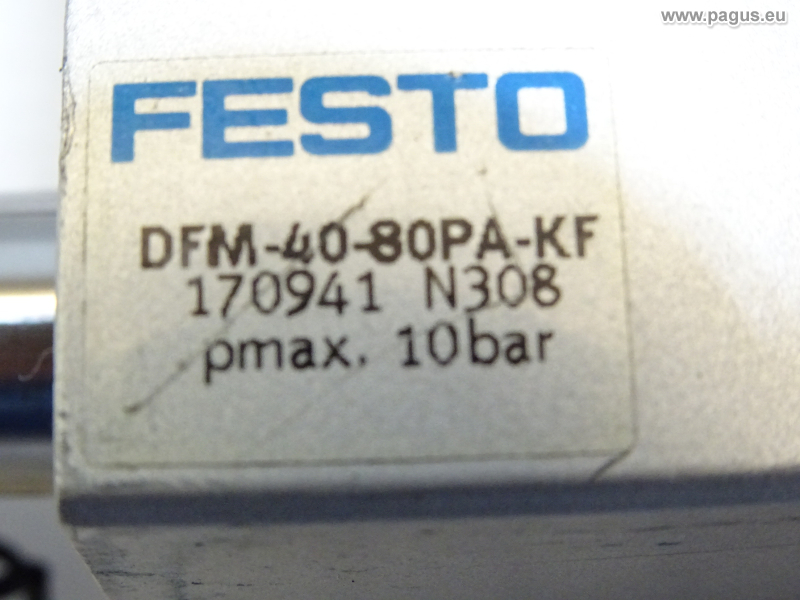 www.pagus.eu
FESTO
DFM-40-80PA-KF
170941 N308
pmax. 10bar